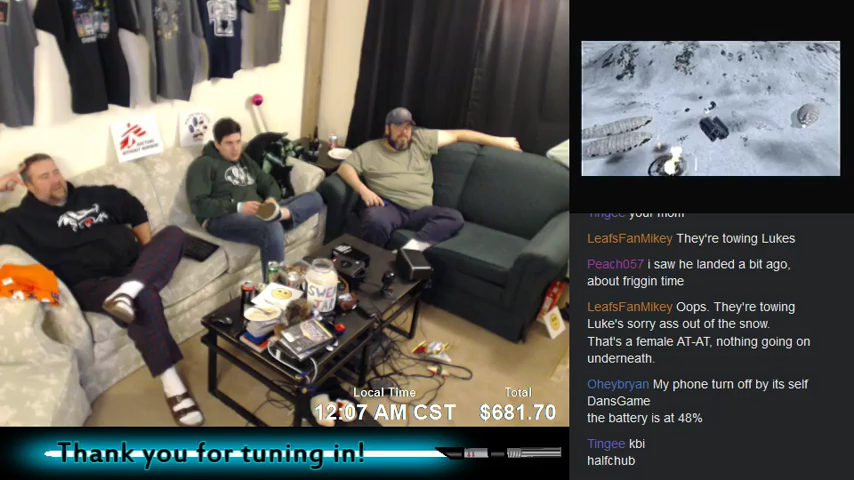 SWEAR
JAR
Tingee your mom
LeafsFanMikey They're towing Lukes
Peach057 i saw he landed a bit ago,
about friggin time
LeafsFanMikey Oops. They're towing
Luke's sorry ass out of the snow.
That's a female AT-AT, nothing going on
underneath.
Oheybryan My phone turn off by its self
DansGame
the battery is at 48%
Tingee kbi
halfchub
Local Time
12:07 AM CST
Total
$681.70
Thank you for tuning in!